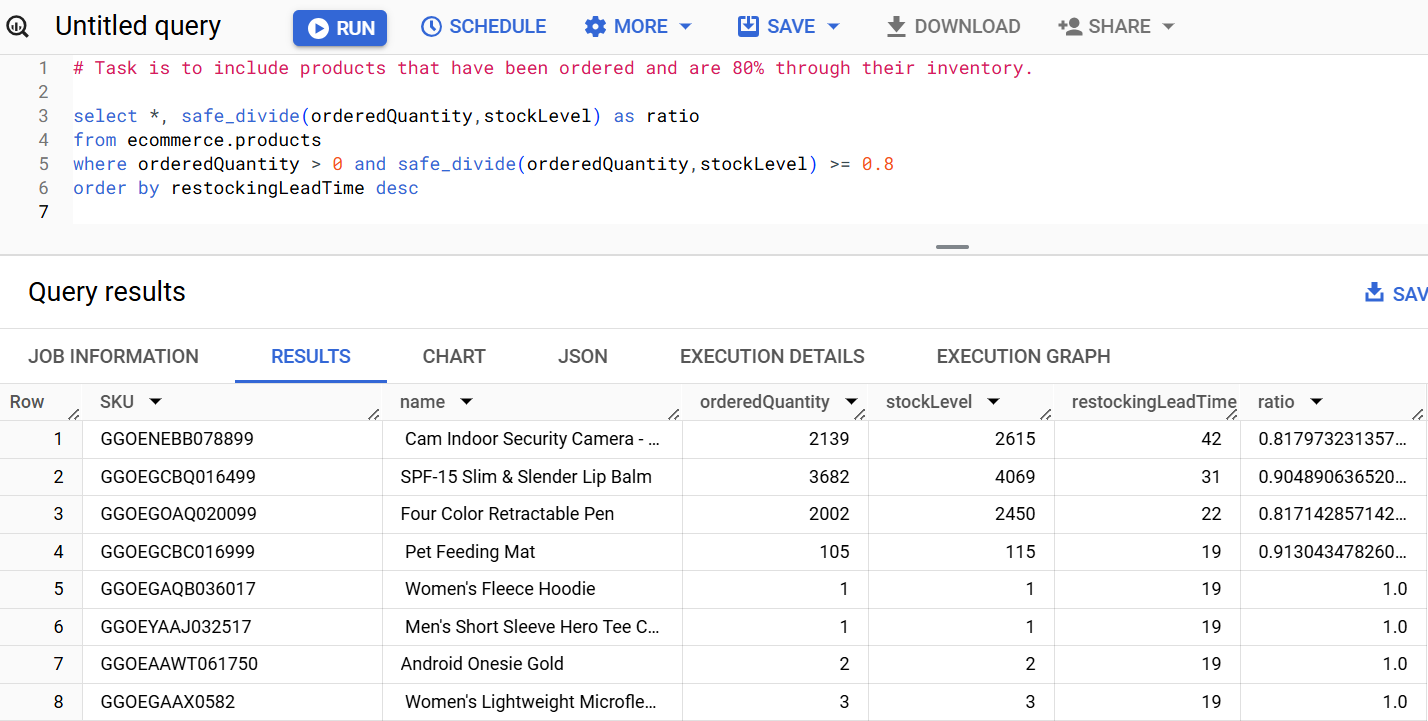 Untitled query RUN SCHEDULE MORE SAVE DOWNLOAD SHARE
1 # Task is to include products that have been ordered and are 80% through their inventory.
2
3 select *, safe_divide(orderedQuantity,stockLevel) as ratio
4 from ecommerce.products
5 where orderedQuantity > 0 and safe_divide(orderedQuantity,stockLevel) >= 0.8
6 order by restockingLeadTime desc
7
Query results SAV
JOB INFORMATION RESULTS CHART JSON EXECUTION DETAILS EXECUTION GRAPH
Row SKU name orderedQuantity stockLevel restockingLeadTime ratio
1 GGOENEBB078899 Cam Indoor Security Camera - ... 2139 2615 42 0.817973231357...
2 GGOEGCBQ016499 SPF-15 Slim & Slender Lip Balm 3682 4069 31 0.904890636520...
3 GGOEGOAQ020099 Four Color Retractable Pen 2002 2450 22 0.817142857142...
4 GGOEGCBC016999 Pet Feeding Mat 105 115 19 0.913043478260...
5 GGOEGAQB036017 Women's Fleece Hoodie 1 1 19 1.0
6 GGOEYAAJ032517 Men's Short Sleeve Hero Tee C... 1 1 19 1.0
7 GGOEAAWT061750 Android Onesie Gold 2 2 19 1.0
8 GGOEGAAX0582 Women's Lightweight Microfle... 3 3 19 1.0